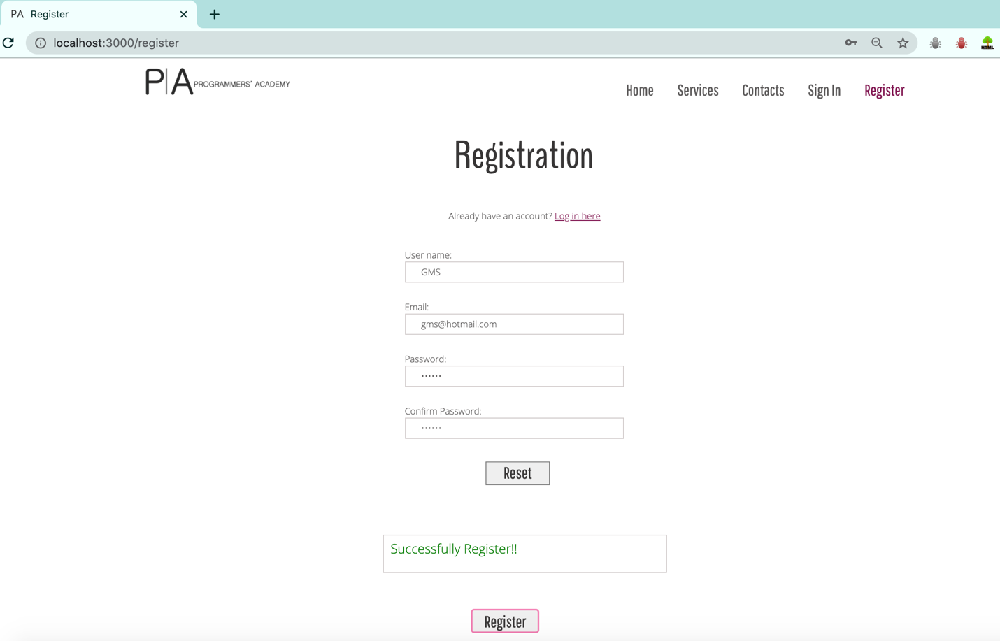 PA Register
localhost:3000/register
HTML
P|A PROGRAMMERS' ACADEMY
Home Services Contacts Sign In Register
Registration
Already have an account? Log in here
User name:
GMS
Email:
gms@hotmail.com
Password:
••••••
Confirm Password:
••••••
Reset
Successfully Register!!
Register